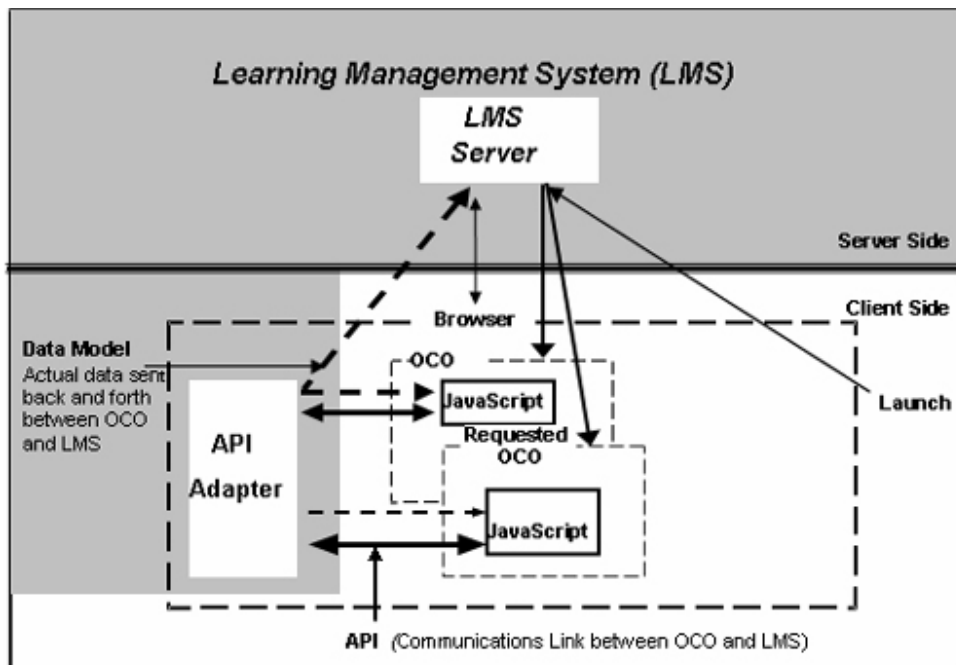 Learning Management System (LMS)
LMS
Server
Server Side
Client Side
Browser
Data Model
Actual data sent
back and forth
between OCO
and LMS
OCO
JavaScript
Launch
Requested
OCO
API
Adapter
JavaScript
API (Communications Link between OCO and LMS)